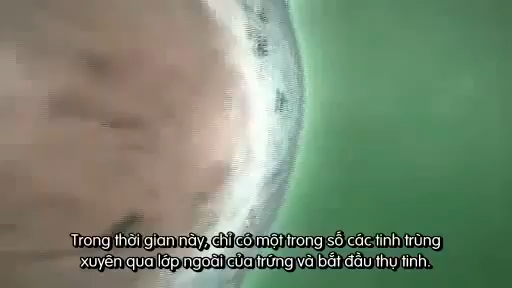 Trong thời gian này, chỉ có một trong số các tinh trùng
xuyên qua lớp ngoài của trứng và bắt đầu thụ tinh.